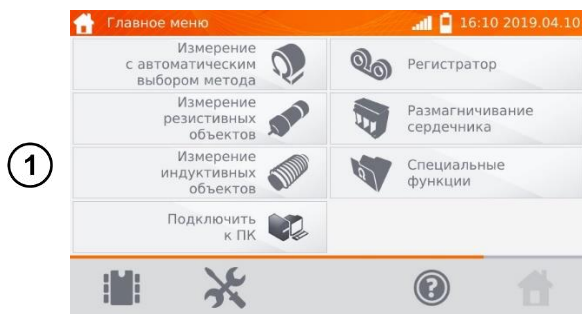 Главное меню
16:10 2019.04.10
Измерение
с автоматическим
выбором метода
Регистратор
Измерение
резистивных
объектов
Размагничивание
сердечника
1
Измерение
индуктивных
объектов
Специальные
функции
Подключить
к ПК